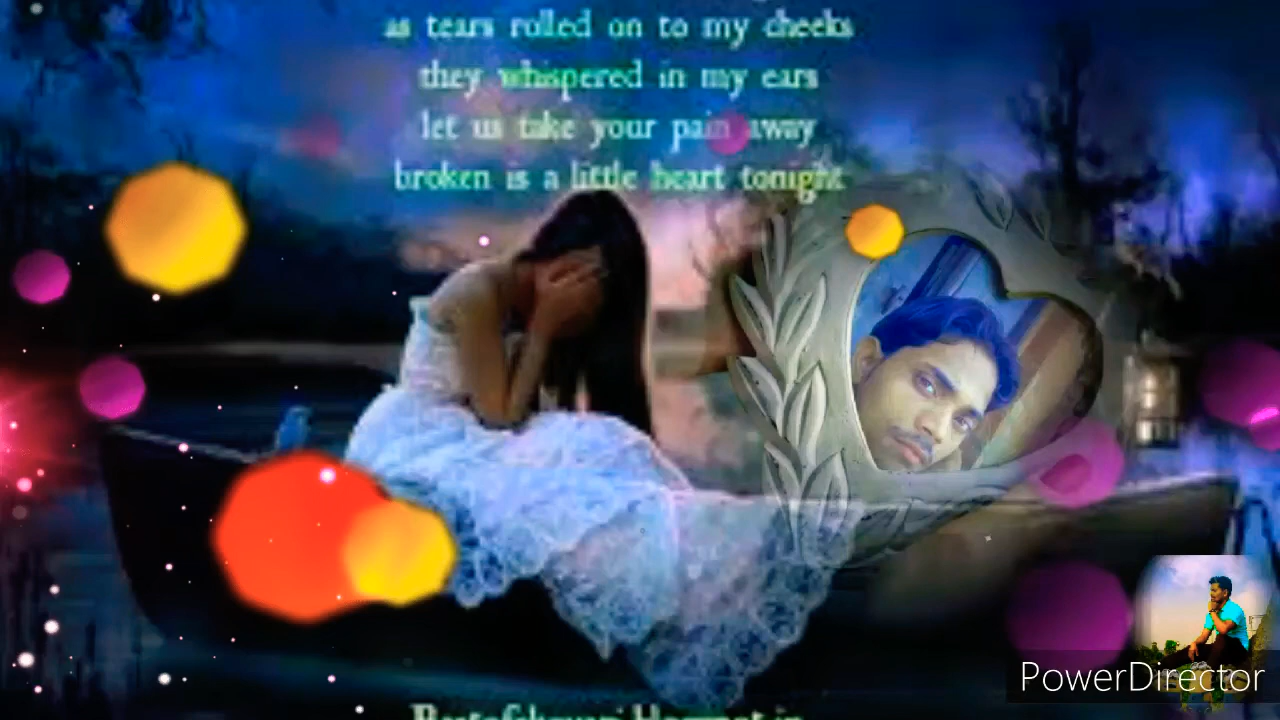 as tears rolled on to my cheeks
they whispered in my ears
let us take your pain away
broken is a little heart tonight
PowerDirector